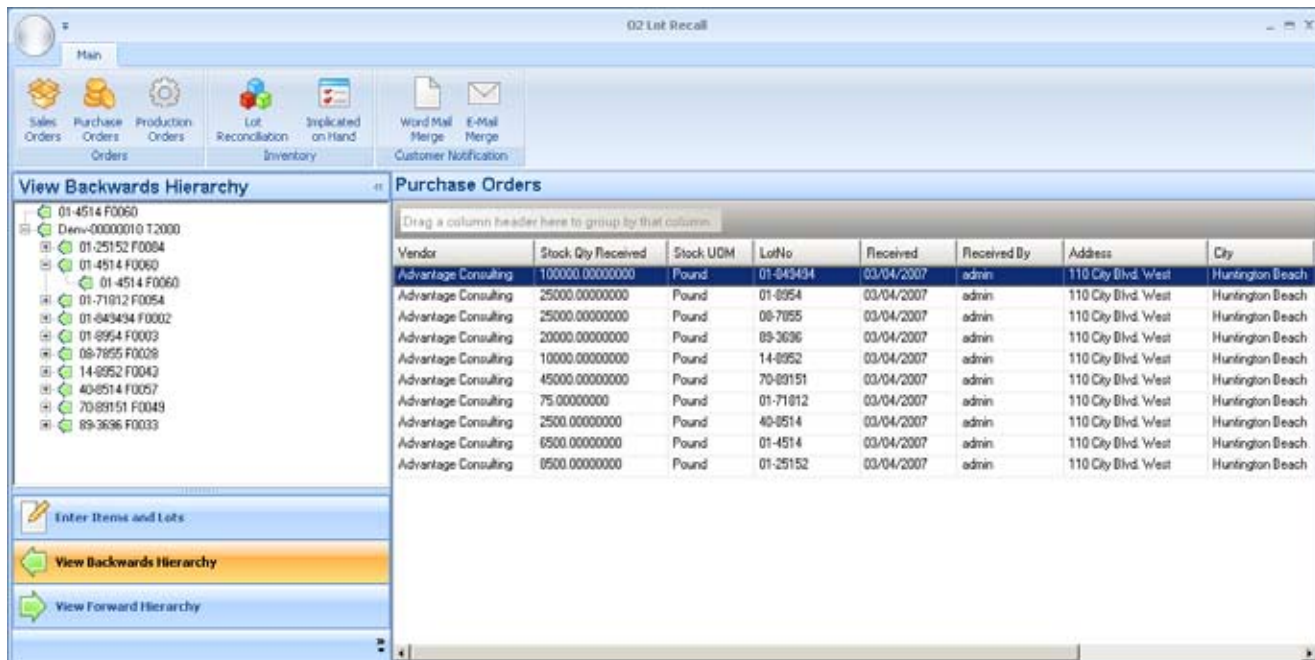 O2 Lot Recall
Main
Sales Orders
Purchase Orders
Production Orders
Lot Reconciliation
Implicated on Hand
Word Mail Merge
E-Mail Merge
Orders
Inventory
Customer Notification
View Backwards Hierarchy
01-4514 F0060
Denv-00000010 T2000
01-25152 F0084
01-4514 F0060
01-4514 F0060
01-71812 F0054
01-849494 F0002
01-8954 F0003
08-7855 F0028
14-8952 F0043
40-8514 F0057
70-89151 F0049
89-3696 F0033
Enter Items and Lots
View Backwards Hierarchy
View Forward Hierarchy
Purchase Orders
Drag a column header here to group by that column.
Vendor Stock Qty Received Stock UOM LotNo Received Received By Address City
Advantage Consulting 100000.00000000 Pound 01-849494 03/04/2007 admin 110 City Blvd. West Huntington Beach
Advantage Consulting 25000.00000000 Pound 01-8954 03/04/2007 admin 110 City Blvd. West Huntington Beach
Advantage Consulting 25000.00000000 Pound 08-7855 03/04/2007 admin 110 City Blvd. West Huntington Beach
Advantage Consulting 20000.00000000 Pound 89-3696 03/04/2007 admin 110 City Blvd. West Huntington Beach
Advantage Consulting 10000.00000000 Pound 14-8952 03/04/2007 admin 110 City Blvd. West Huntington Beach
Advantage Consulting 45000.00000000 Pound 70-89151 03/04/2007 admin 110 City Blvd. West Huntington Beach
Advantage Consulting 75.00000000 Pound 01-71812 03/04/2007 admin 110 City Blvd. West Huntington Beach
Advantage Consulting 2500.00000000 Pound 40-8514 03/04/2007 admin 110 City Blvd. West Huntington Beach
Advantage Consulting 6500.00000000 Pound 01-4514 03/04/2007 admin 110 City Blvd. West Huntington Beach
Advantage Consulting 8500.00000000 Pound 01-25152 03/04/2007 admin 110 City Blvd. West Huntington Beach